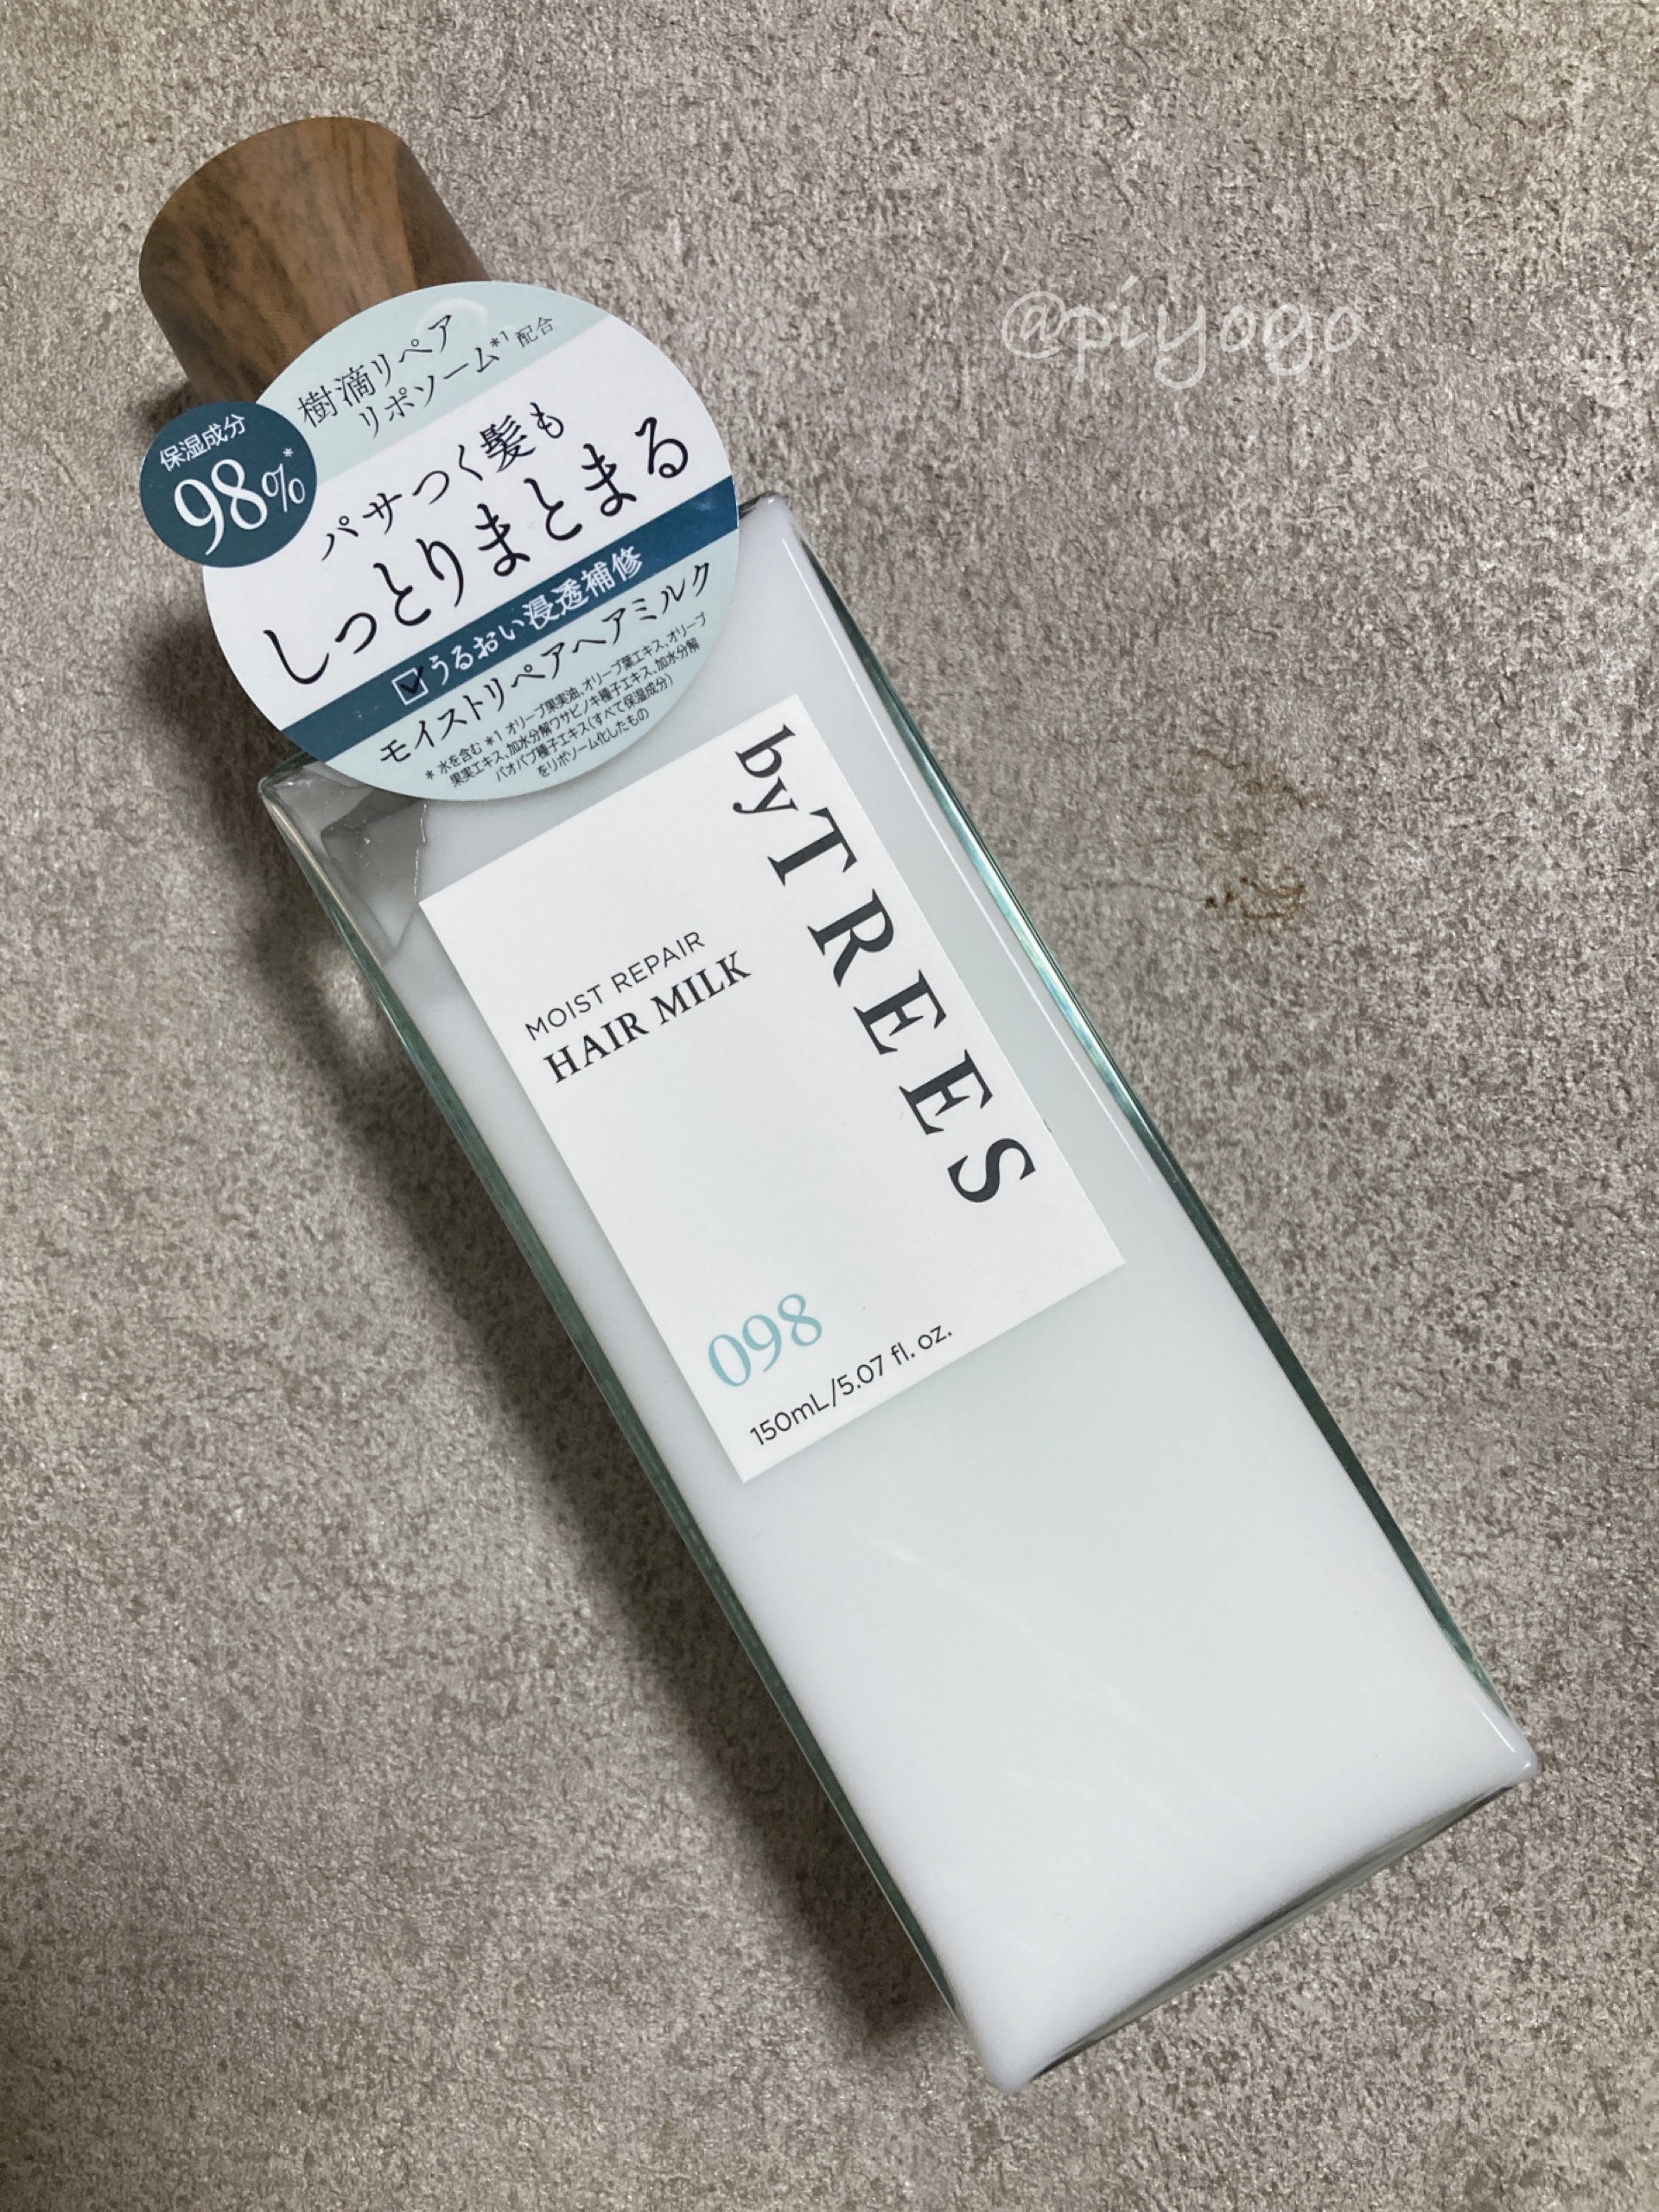 @piyogo
樹滴リペア
リポソーム*1 配合
保湿成分
98%*
パサつく髪も
しっとりまとまる
うるおい浸透補修
モイストリペアヘアミルク
* 水を含む *1 オリーブ果実油、オリーブ葉エキス、オリーブ
果実エキス、加水分解ワサビノキ種子エキス、加水分解
バオバブ種子エキス(すべて保湿成分)
をリポソーム化したもの
byTREES
MOIST REPAIR
HAIR MILK
098
150mL/5.07 fl. oz.